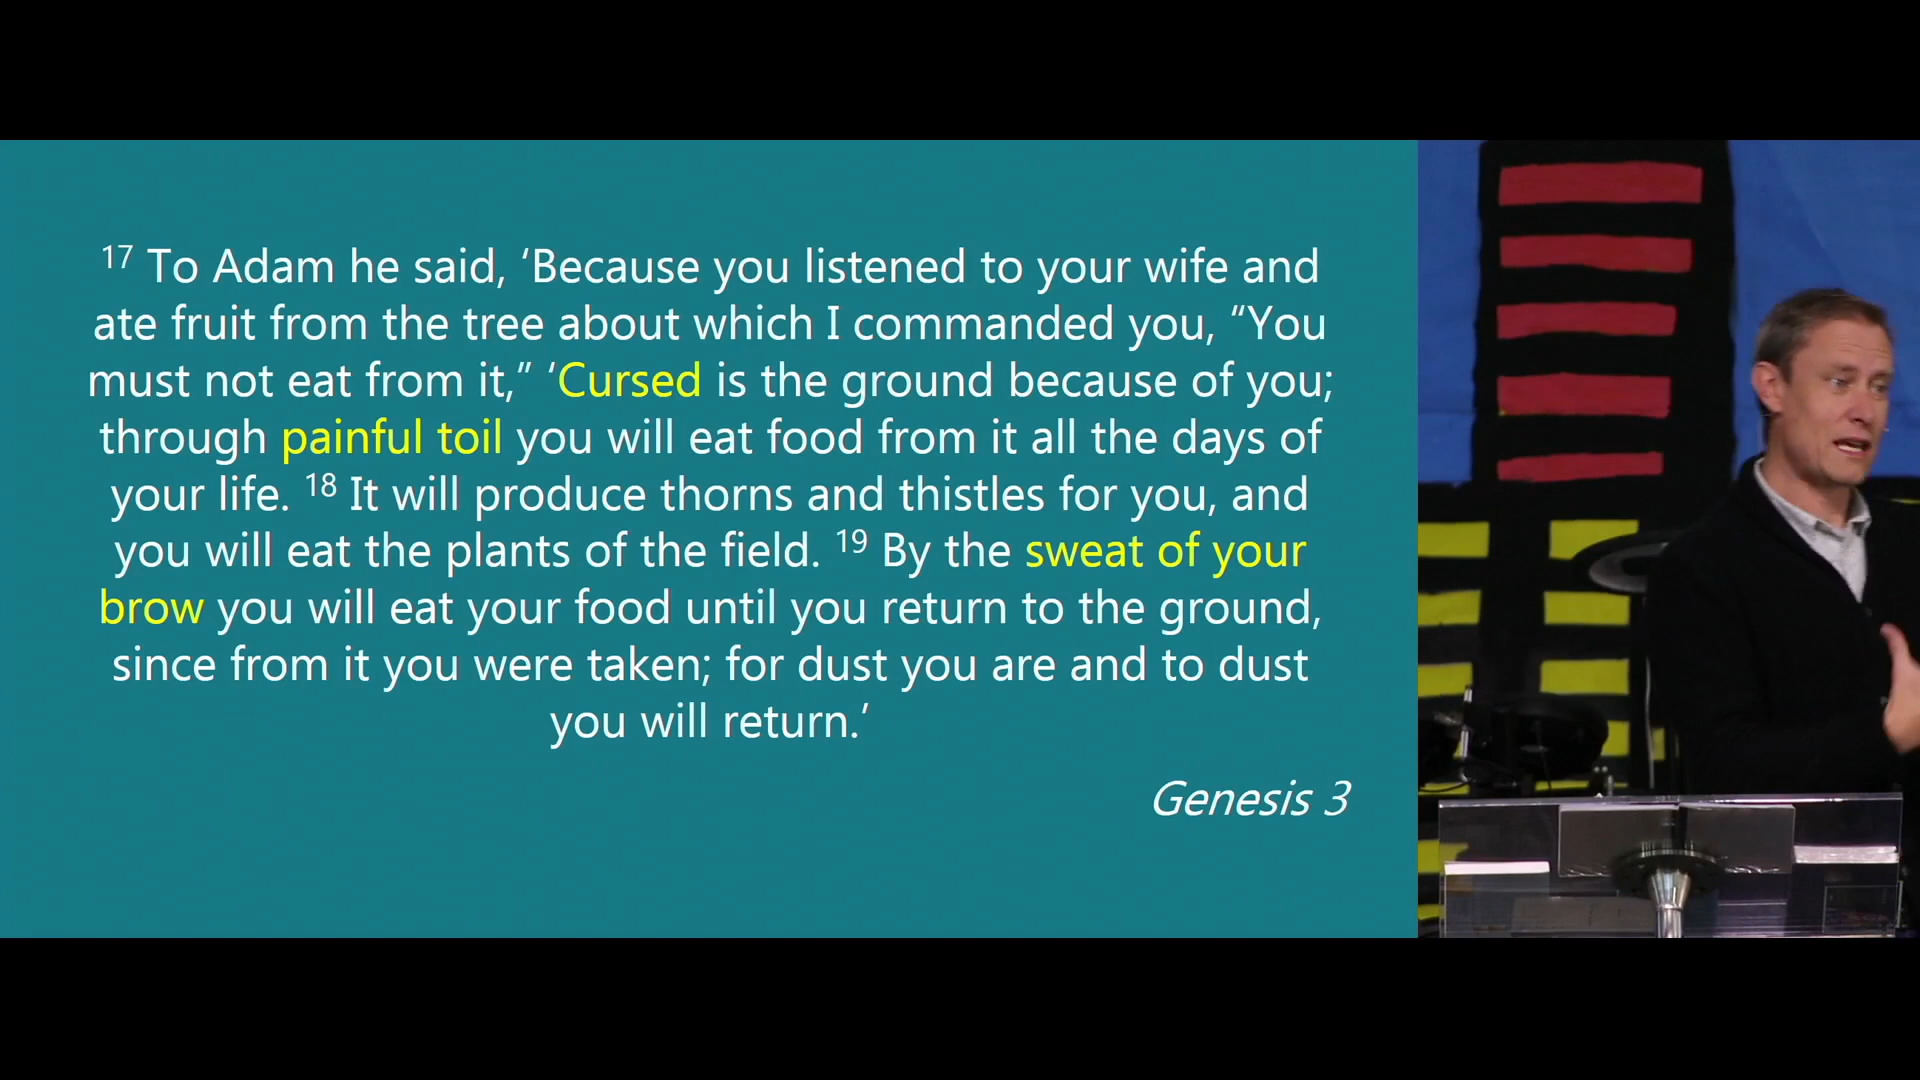 17 To Adam he said, ‘Because you listened to your wife and
ate fruit from the tree about which I commanded you, “You
must not eat from it,” ‘Cursed is the ground because of you;
through painful toil you will eat food from it all the days of
your life. 18 It will produce thorns and thistles for you, and
you will eat the plants of the field. 19 By the sweat of your
brow you will eat your food until you return to the ground,
since from it you were taken; for dust you are and to dust
you will return.’
Genesis 3